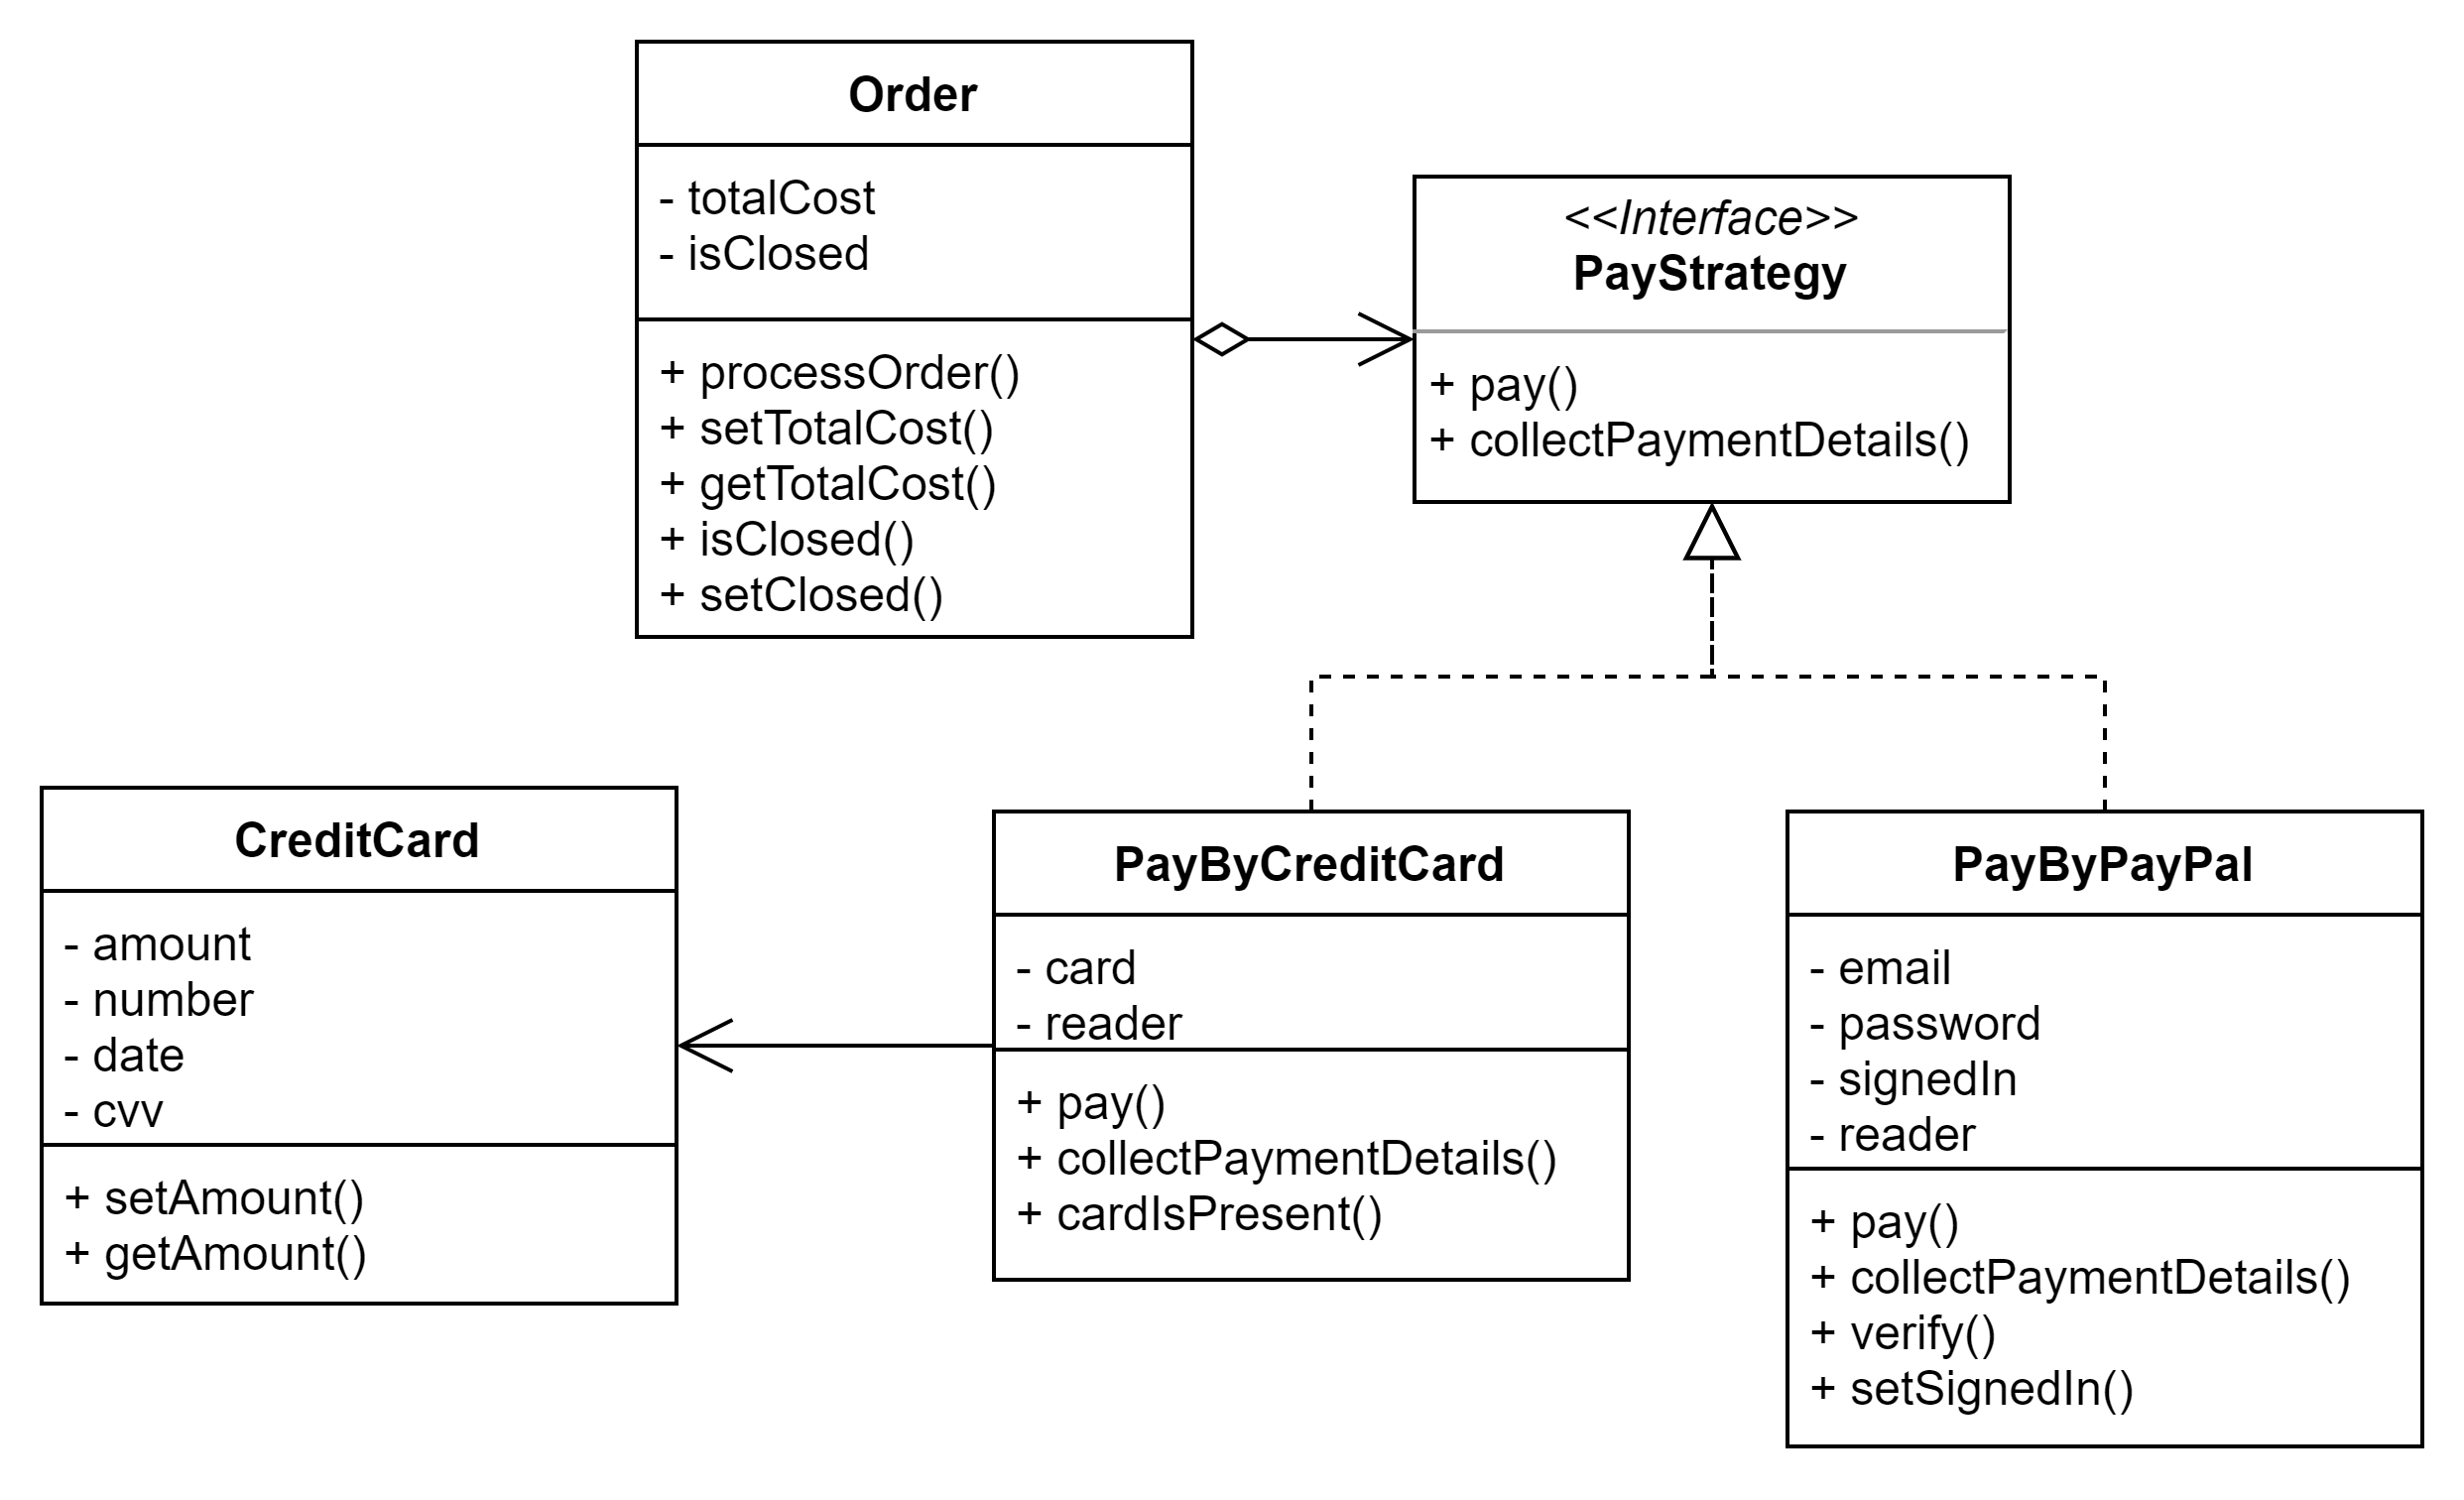 Order
- totalCost
- isClosed
+ processOrder()
+ setTotalCost()
+ getTotalCost()
+ isClosed()
+ setClosed()
<<Interface>>
PayStrategy
+ pay()
+ collectPaymentDetails()
CreditCard
- amount
- number
- date
- cvv
+ setAmount()
+ getAmount()
PayByCreditCard
- card
- reader
+ pay()
+ collectPaymentDetails()
+ cardIsPresent()
PayByPayPal
- email
- password
- signedIn
- reader
+ pay()
+ collectPaymentDetails()
+ verify()
+ setSignedIn()